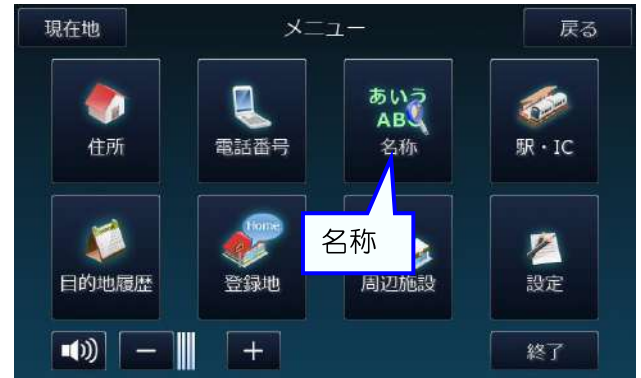 現在地 メニュー 戻る
あいう
ABC
住所 電話番号 名称 駅・IC
Home
名称
目的地履歴 登録地 周辺施設 設定
終了